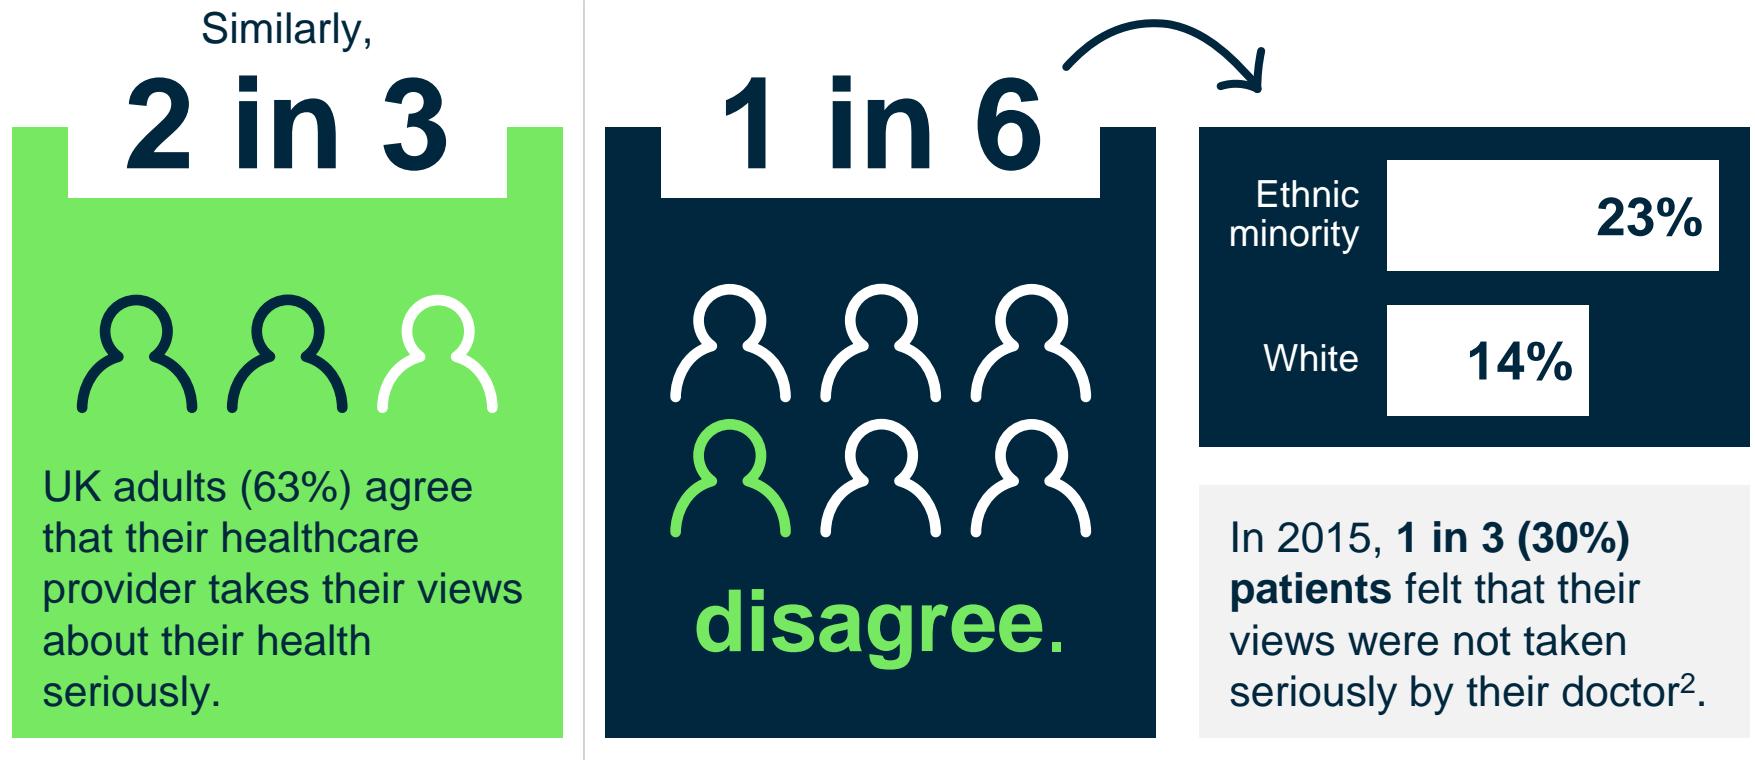 Similarly,
2 in 3
UK adults (63%) agree
that their healthcare
provider takes their views
about their health
seriously.
1 in 6
disagree.
Ethnic
minority
23%
White
14%
In 2015, 1 in 3 (30%)
patients felt that their
views were not taken
seriously by their doctor².